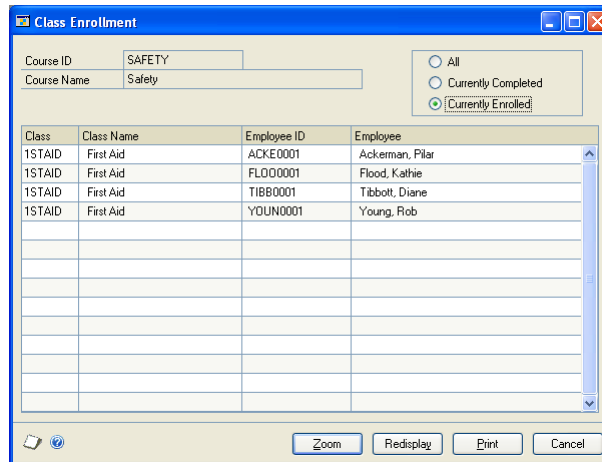 Class Enrollment
Course ID SAFETY
Course Name Safety
All
Currently Completed
Currently Enrolled
Class Class Name Employee ID Employee
1STAID First Aid ACKE0001 Ackerman, Pilar
1STAID First Aid FLOO0001 Flood, Kathie
1STAID First Aid TIBB0001 Tibbott, Diane
1STAID First Aid YOUN0001 Young, Rob
Zoom Redisplay Print Cancel